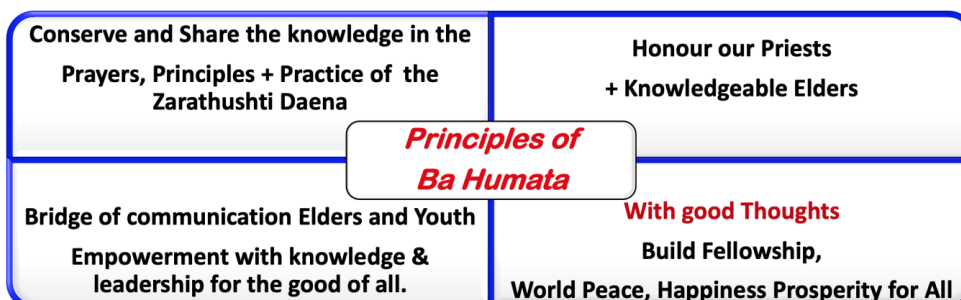 Conserve and Share the knowledge in the
Prayers, Principles + Practice of the
Zarathushti Daena
Honour our Priests
+ Knowledgeable Elders
Principles of
Ba Humata
Bridge of communication Elders and Youth
Empowerment with knowledge &
leadership for the good of all.
With good Thoughts
Build Fellowship,
World Peace, Happiness Prosperity for All